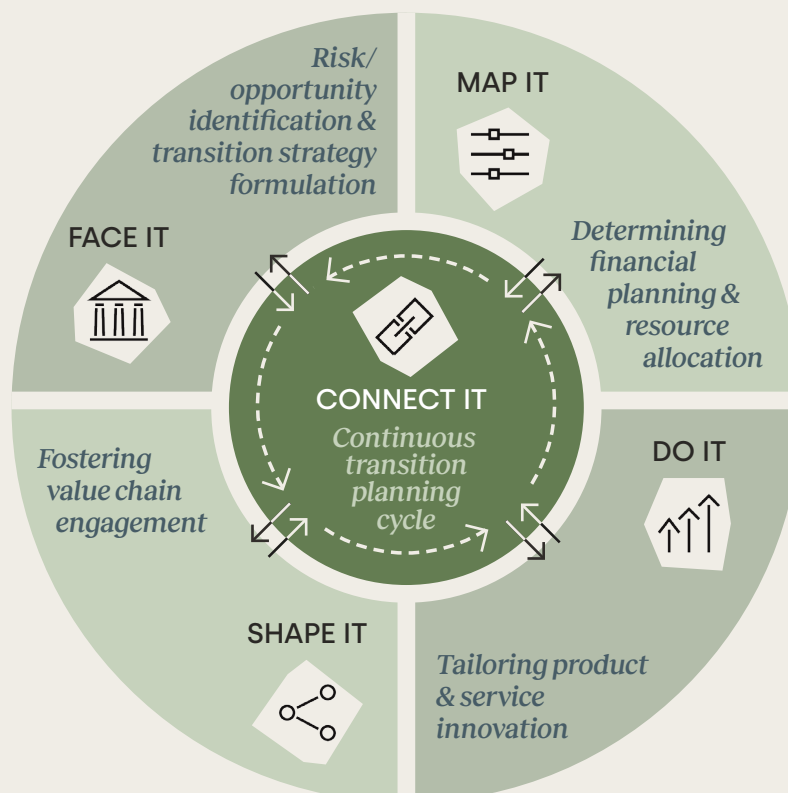 Risk/
opportunity
identification &
transition strategy
formulation
FACE IT
MAP IT
Determining
financial
planning &
resource
allocation
CONNECT IT
Continuous
transition
planning
cycle
Fostering
value chain
engagement
SHAPE IT
DO IT
Tailoring product
& service
innovation